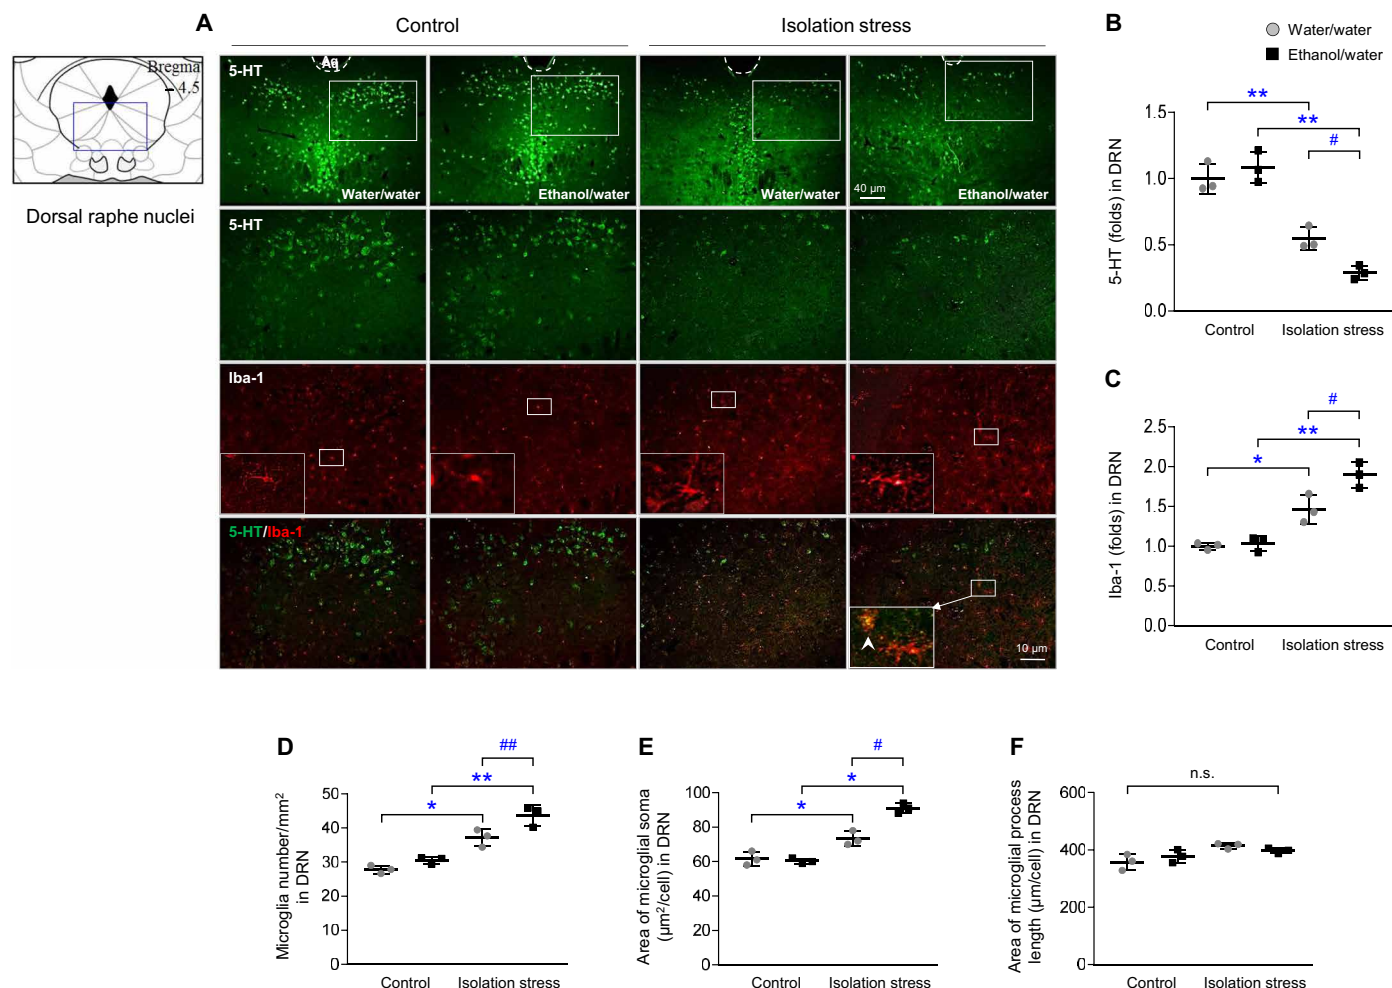 A
Control
Isolation stress
Bregma
4.5
Dorsal raphe nuclei
5-HT
Aq
Water/water
Ethanol/water
Water/water
40 µm
Ethanol/water
5-HT
Iba-1
5-HT/Iba-1
10 µm
B
Water/water
Ethanol/water
5-HT (folds) in DRN
1.5
1.0
0.5
0.0
**
**
#
Control
Isolation stress
C
Iba-1 (folds) in DRN
2.5
2.0
1.5
1.0
0.5
0.0
#
**
*
Control
Isolation stress
D
Microglia number/mm²
in DRN
50
40
30
20
10
0
##
**
*
Control
Isolation stress
E
Area of microglial soma
(µm²/cell) in DRN
100
80
60
40
20
0
#
*
*
Control
Isolation stress
F
Area of microglial process
length (µm/cell) in DRN
600
400
200
0
n.s.
Control
Isolation stress